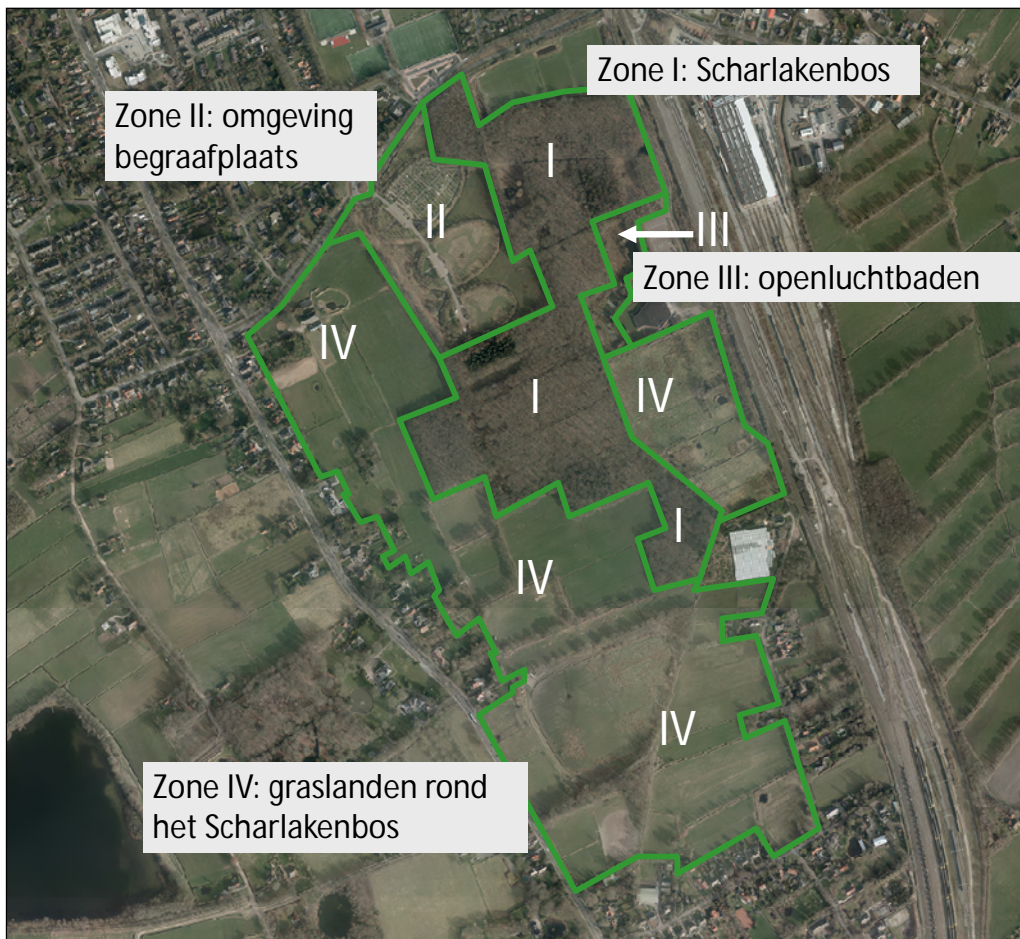 Zone I: Scharlakenbos
Zone II: omgeving
begraafplaats
I
II
III
Zone III: openluchtbaden
IV
IV
I
I
IV
IV
Zone IV: graslanden rond
het Scharlakenbos